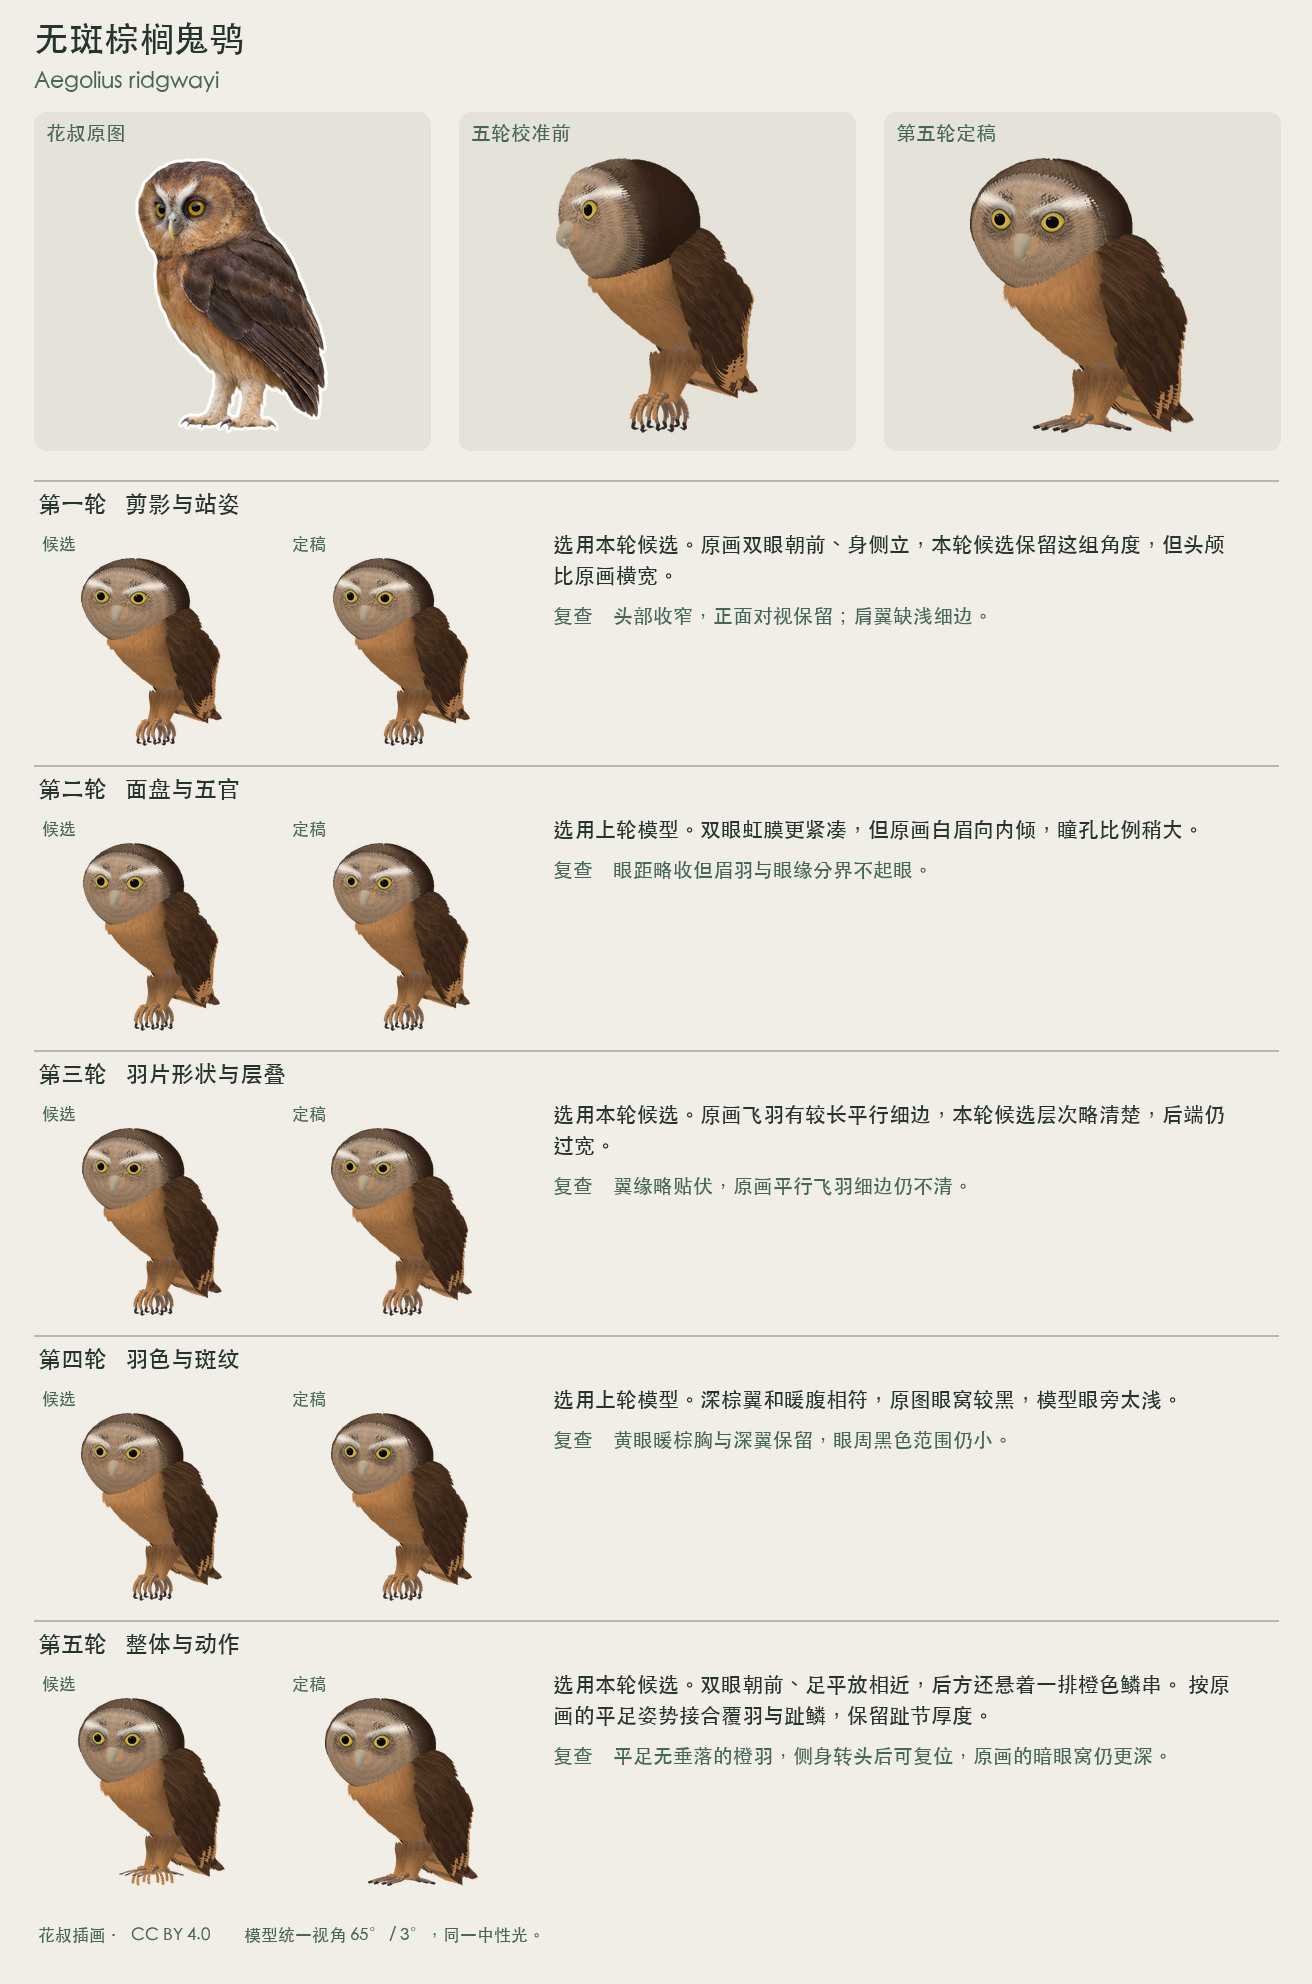 无斑棕榈鬼鸮
Aegolius ridgwayi
花叔原图
五轮校准前
第五轮定稿
第一轮 剪影与站姿
候选
定稿
选用本轮候选。原画双眼朝前、身侧立，本轮候选保留这组角度，但头颅
比原画横宽。
复查 头部收窄，正面对视保留；肩翼缺浅细边。
第二轮 面盘与五官
候选
定稿
选用上轮模型。双眼虹膜更紧凑，但原画白眉向内倾，瞳孔比例稍大。
复查 眼距略收但眉羽与眼缘分界不起眼。
第三轮 羽片形状与层叠
候选
定稿
选用本轮候选。原画飞羽有较长平行细边，本轮候选层次略清楚，后端仍
过宽。
复查 翼缘略贴伏，原画平行飞羽细边仍不清。
第四轮 羽色与斑纹
候选
定稿
选用上轮模型。深棕翼和暖腹相符，原图眼窝较黑，模型眼旁太浅。
复查 黄眼暖棕胸与深翼保留，眼周黑色范围仍小。
第五轮 整体与动作
候选
定稿
选用本轮候选。双眼朝前、足平放相近，后方还悬着一排橙色鳞串。 按原
画的平足姿势接合覆羽与趾鳞，保留趾节厚度。
复查 平足无垂落的橙羽，侧身转头后可复位，原画的暗眼窝仍更深。
花叔插画 · CC BY 4.0 模型统一视角 65° / 3° ，同一中性光。